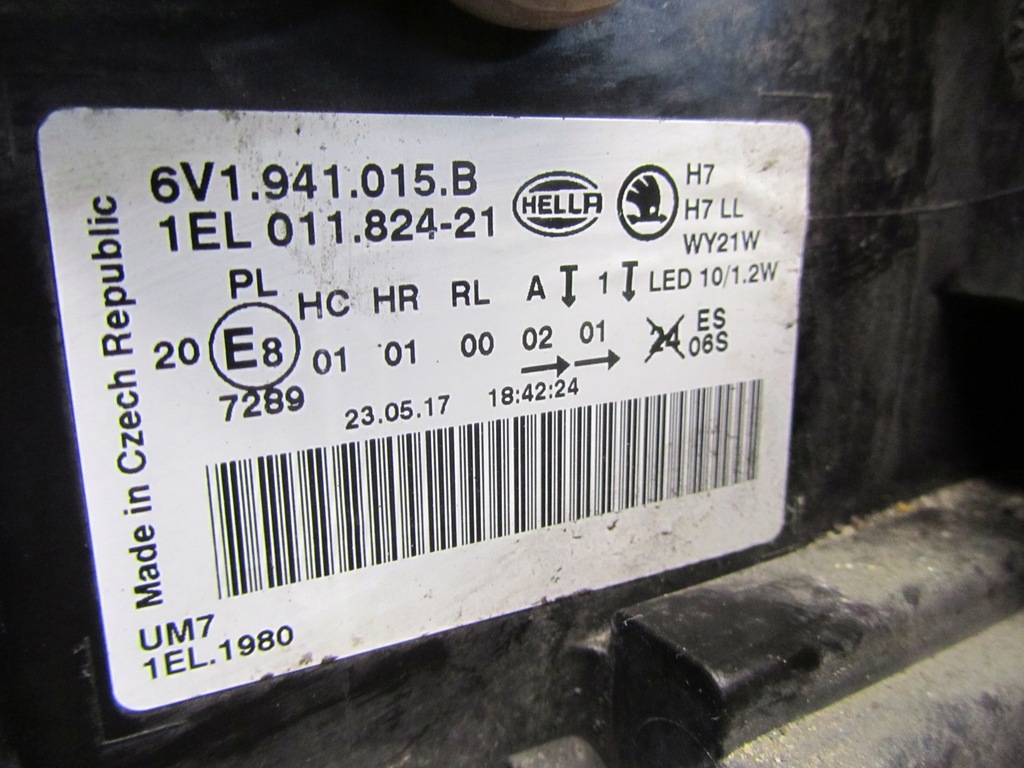 Made in Czech Republic
6V1.941.015.B
1EL 011.824-21
HELLA
H7
H7 LL
WY21W
LED 10/1.2W
PL HC HR RL A 1
20 E8 01 01 00 02 01 24 ES
06S
7289 23.05.17 18:42:24
UM7
1EL.1980